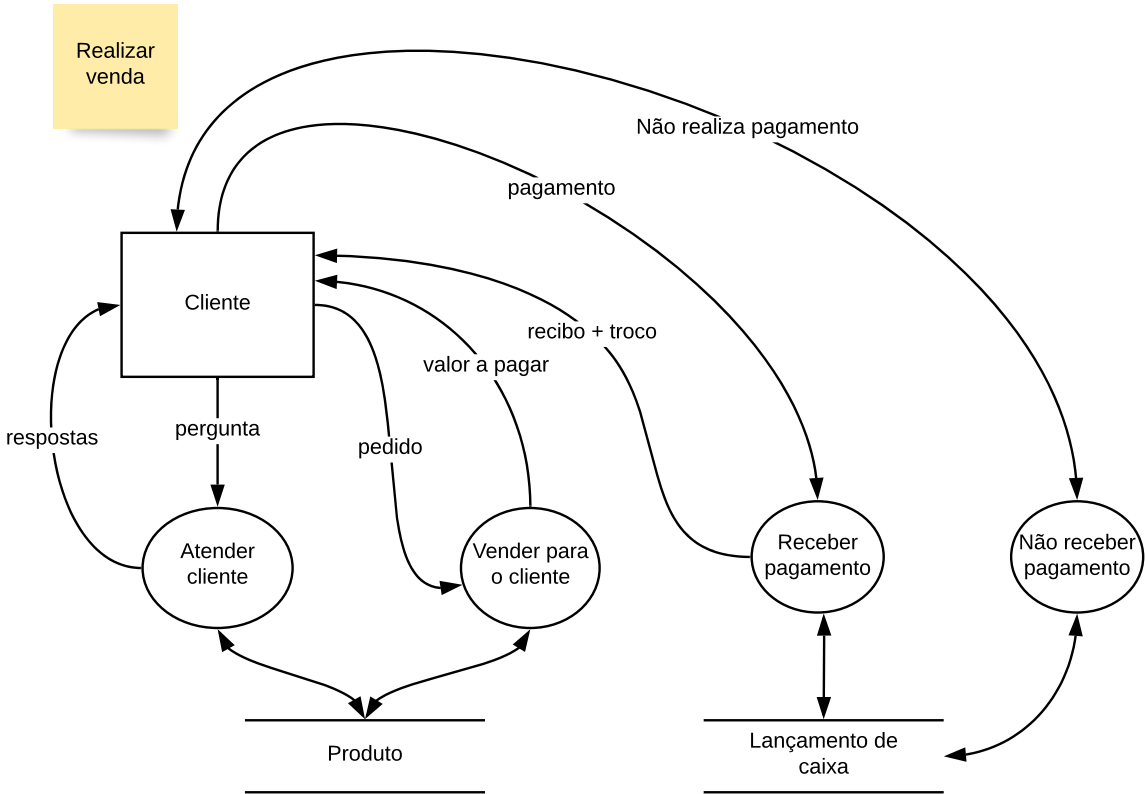 Realizar
venda
Não realiza pagamento
pagamento
Cliente
recibo + troco
valor a pagar
respostas
pergunta
pedido
Atender
cliente
Vender para
o cliente
Receber
pagamento
Não receber
pagamento
Produto
Lançamento de
caixa